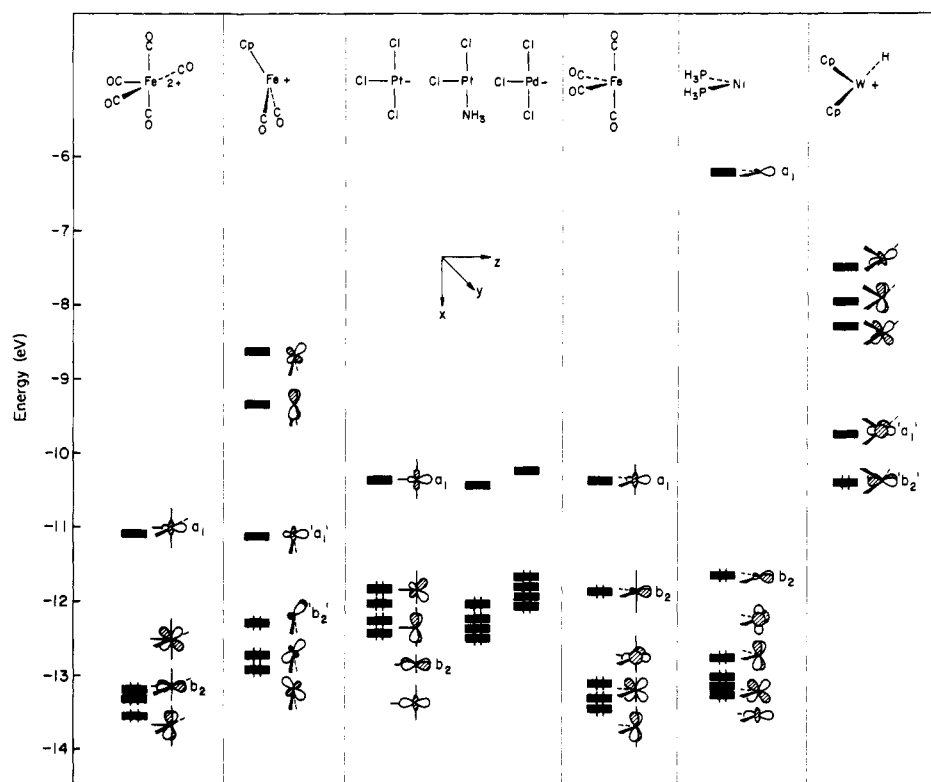 O
C
OC
Fe
2+
CO
OC
C
O
Cp
Fe +
C
O
C
O
Cl
Cl Pt-
Cl
Cl
Cl Pt
NH3
Cl
Cl Pd-
Cl
O
C
OC
OC
Fe
C
O
H3P
H3P
Ni
Cp
H
W
+
Cp
Energy (eV)
-6
-7
-8
-9
-10
-11
-12
-13
-14
z
y
x
a1
b2
'a1'
'b2'
a1
b2
a1
b2
a1
b2
'a1'
'b2'